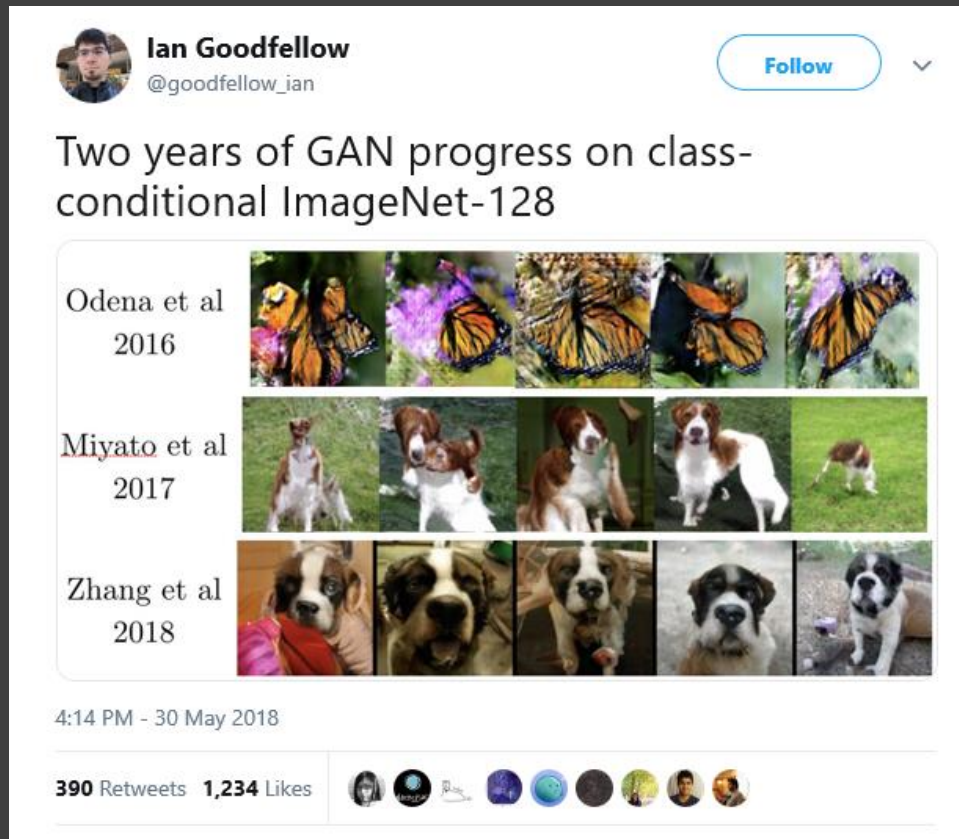 Ian Goodfellow
@goodfellow_ian
Follow
Two years of GAN progress on class-
conditional ImageNet-128
Odena et al
2016
Miyato et al
2017
Zhang et al
2018
4:14 PM - 30 May 2018
390 Retweets 1,234 Likes